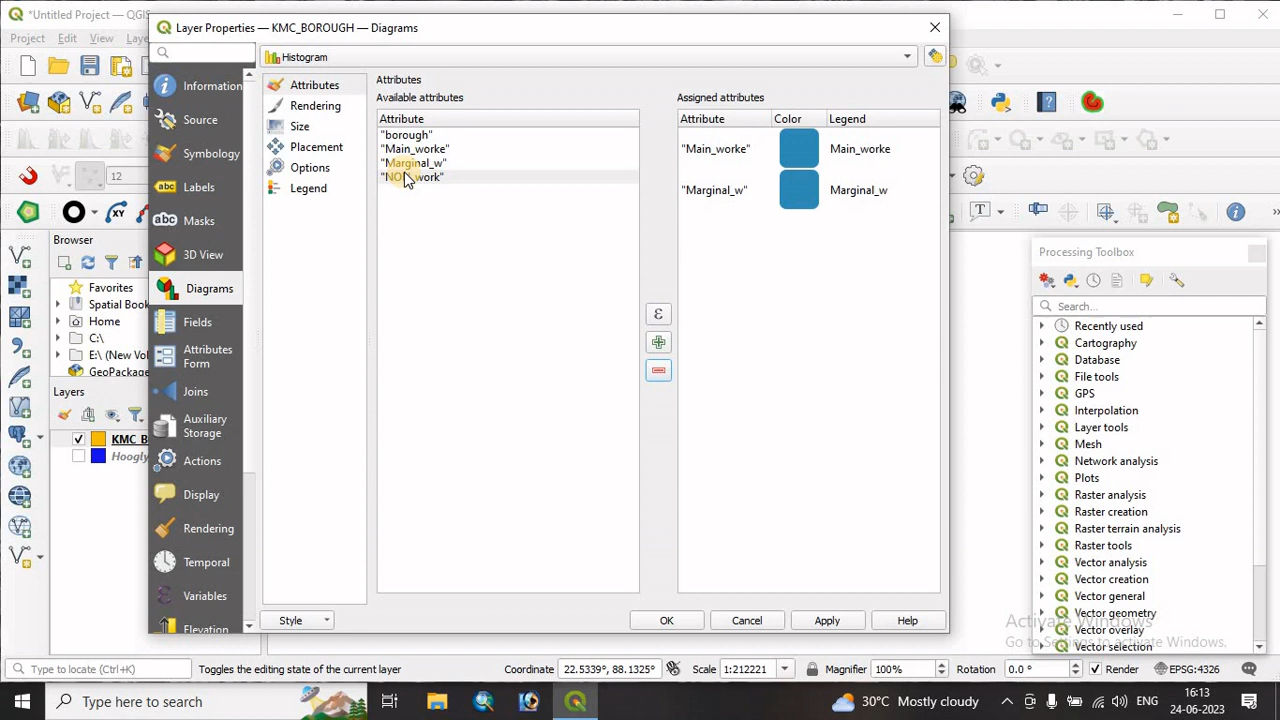 *Untitled Project — QGIS
Layer Properties — KMC_BOROUGH — Diagrams
Project Edit View
Histogram
Information
Source
Symbology
Labels
Masks
3D View
Diagrams
Fields
Attributes Form
Joins
Auxiliary Storage
Actions
Display
Rendering
Temporal
Variables
Elevation
Attributes
Rendering
Size
Placement
Options
Legend
Attributes
Available attributes
Attribute
"borough"
"Main_worke"
"Marginal_w"
Assigned attributes
Attribute Color Legend
"Main_worke" Main_worke
"Marginal_w" Marginal_w
ε
Style
OK Cancel Apply Help
12
abc
abc
Browser
Favorites
Home
C:\
Layers
Processing Toolbox
Search...
Recently used
Cartography
Database
File tools
GPS
Interpolation
Layer tools
Mesh
Network analysis
Plots
Raster analysis
Raster creation
Raster terrain analysis
Raster tools
Vector analysis
Vector creation
Vector general
Vector geometry
Vector overlay
Vector selection
Activate Windows
Go to Settings to activate Windows.
Type to locate (Ctrl+K) Toggles the editing state of the current layer Coordinate 22.5339°, 88.1325° Scale 1:212221 Magnifier 100% Rotation 0.0 ° Render EPSG:4326
Type here to search
30°C Mostly cloudy ENG 16:13
24-06-2023